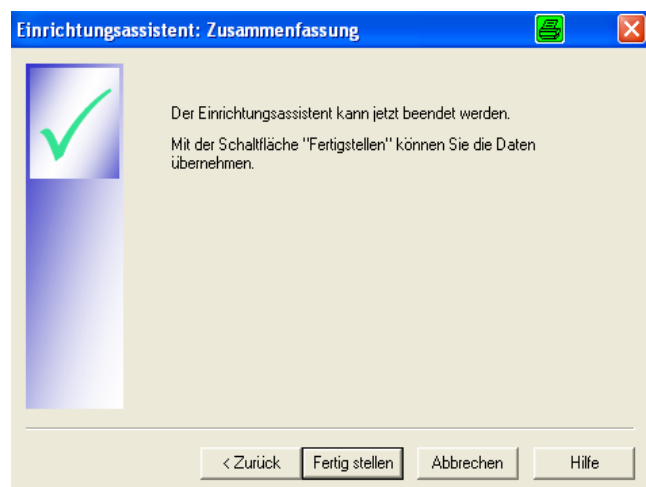 Einrichtungsassistent: Zusammenfassung
Der Einrichtungsassistent kann jetzt beendet werden.
Mit der Schaltfläche "Fertigstellen" können Sie die Daten
übernehmen.
< Zurück Fertig stellen Abbrechen Hilfe